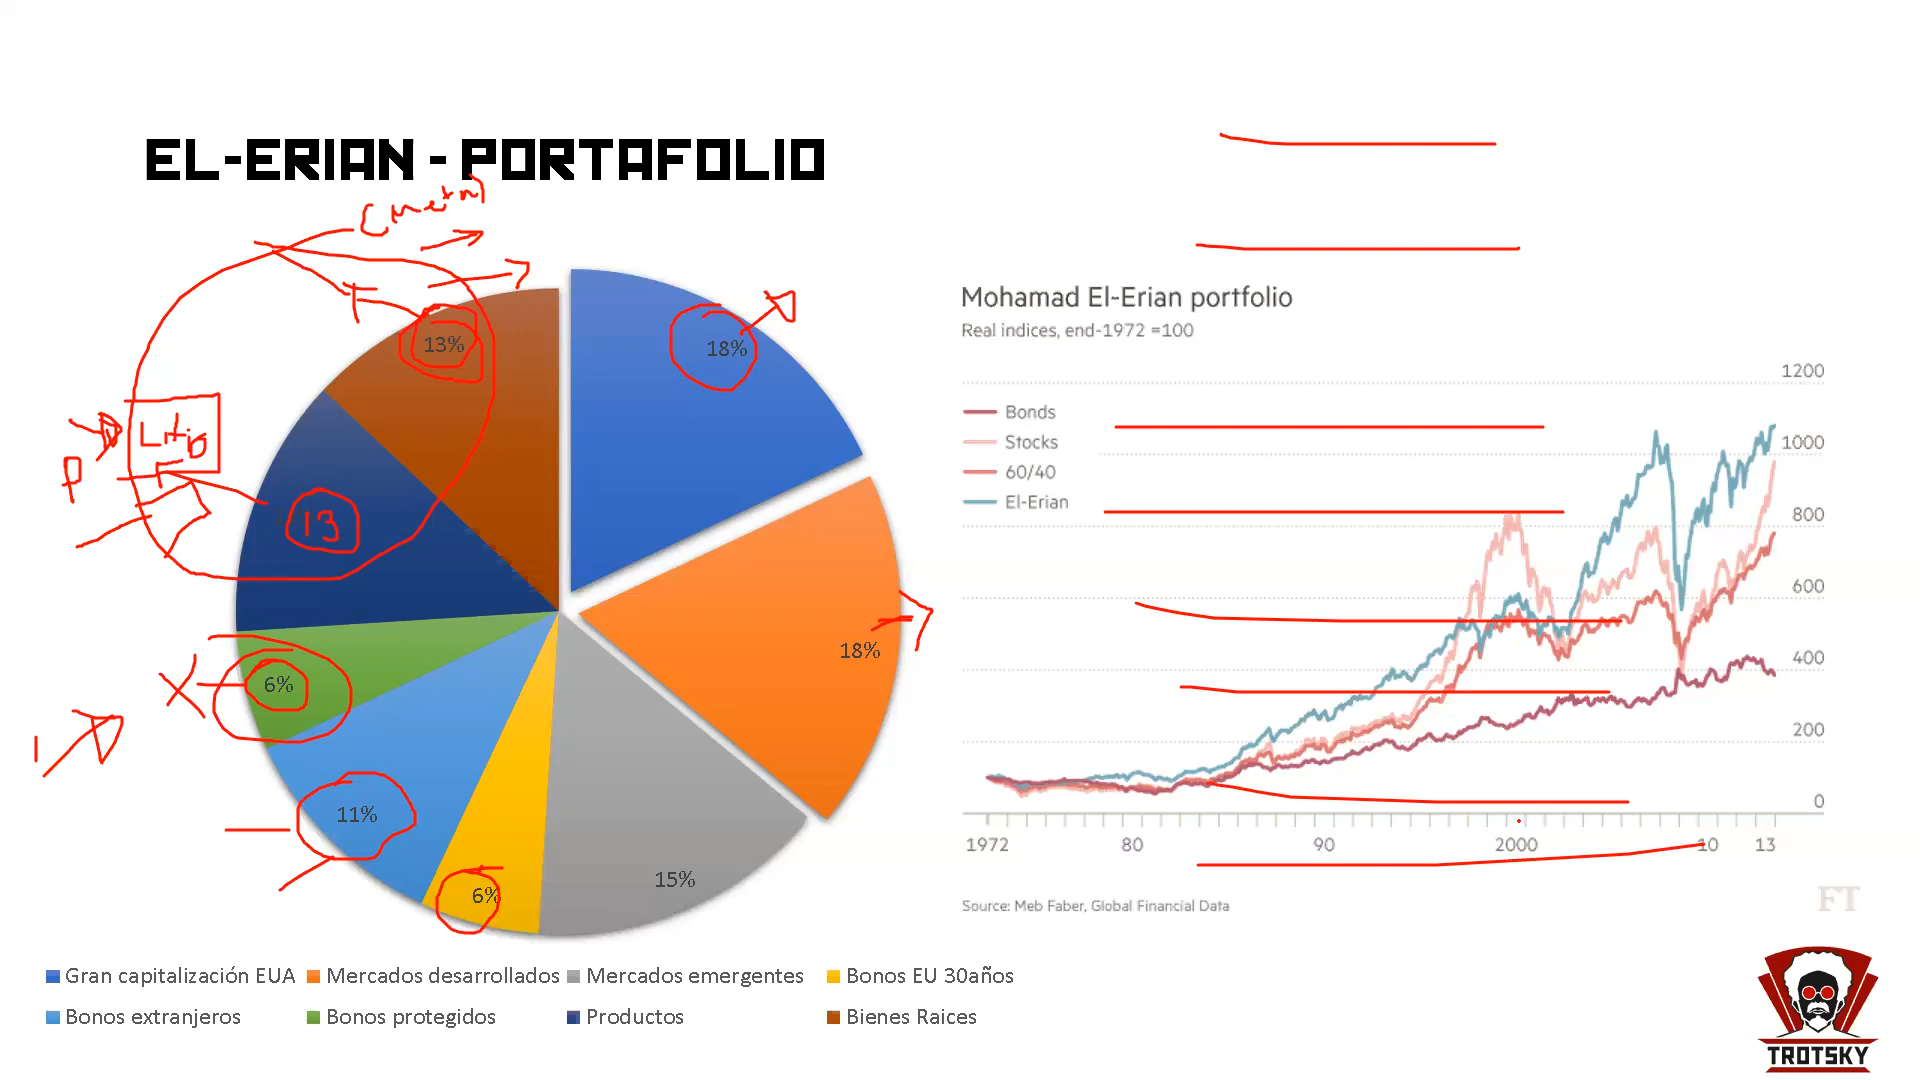 EL-ERIAN - PORTAFOLIO
13%
18%
Litio
P
13
18%
X
6%
11%
6%
15%
Gran capitalización EUA
Mercados desarrollados
Mercados emergentes
Bonos EU 30años
Bonos extranjeros
Bonos protegidos
Productos
Bienes Raices
Mohamad El-Erian portfolio
Real indices, end-1972 =100
Bonds
Stocks
60/40
El-Erian
1200
1000
800
600
400
200
0
1972 80 90 2000 10 13
Source: Meb Faber, Global Financial Data
FT
TROTSKY